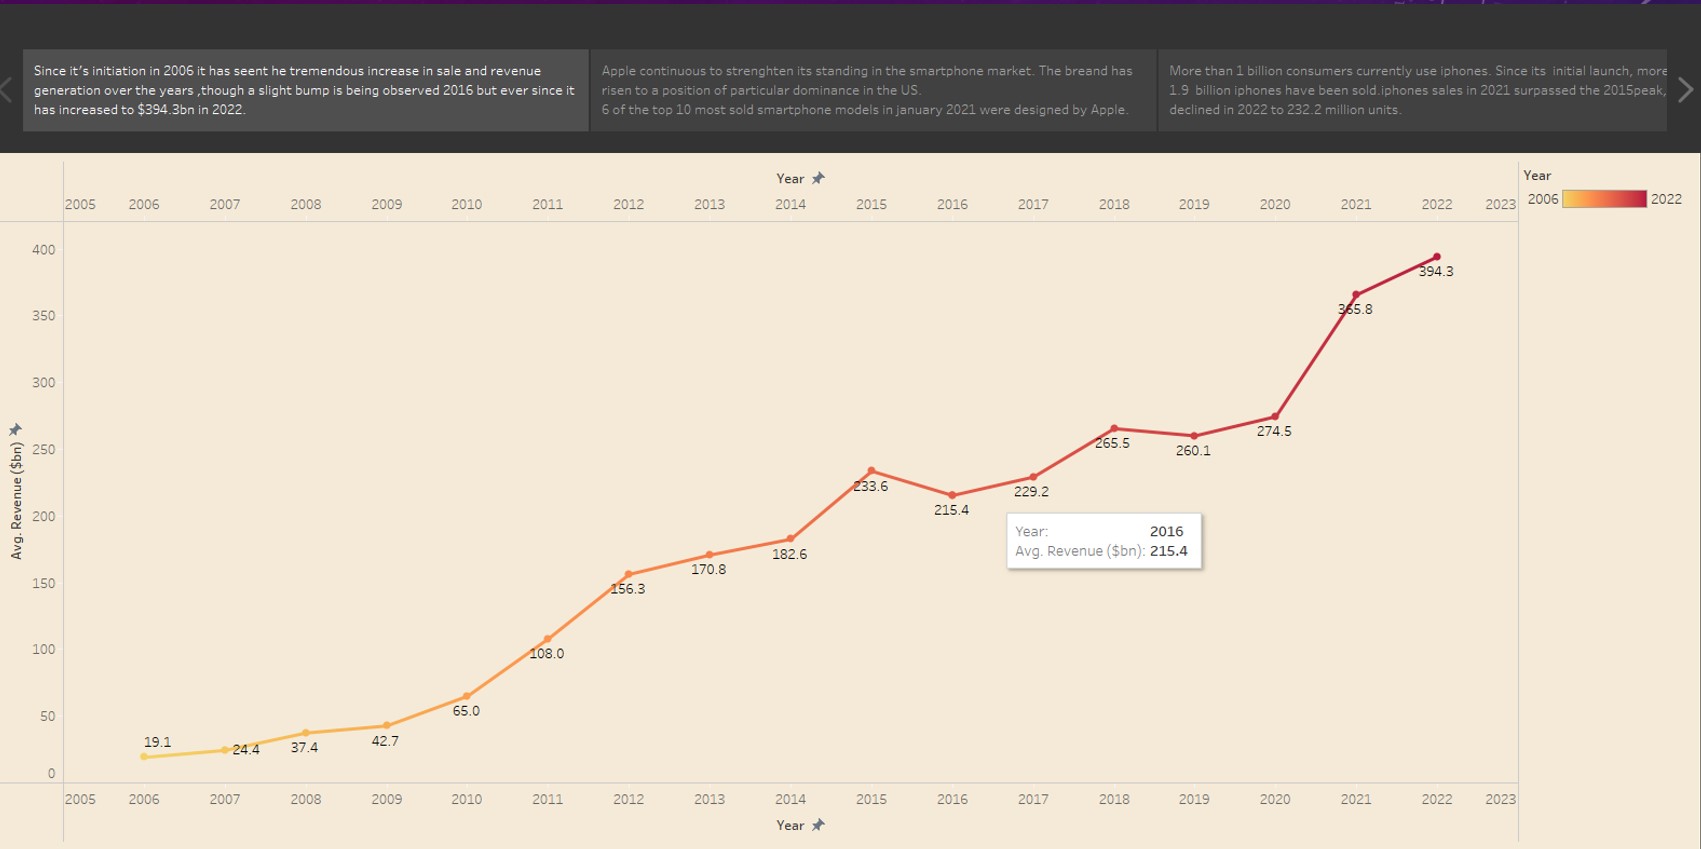 Since it's initiation in 2006 it has seent he tremendous increase in sale and revenue
generation over the years ,though a slight bump is being observed 2016 but ever since it
has increased to $394.3bn in 2022.
Apple continuous to strenghten its standing in the smartphone market. The breand has
risen to a position of particular dominance in the US.
6 of the top 10 most sold smartphone models in january 2021 were designed by Apple.
More than 1 billion consumers currently use iphones. Since its initial launch, more
1.9 billion iphones have been sold.iphones sales in 2021 surpassed the 2015peak,
declined in 2022 to 232.2 million units.
Year
2005 2006 2007 2008 2009 2010 2011 2012 2013 2014 2015 2016 2017 2018 2019 2020 2021 2022 2023
Year
2006 2022
Avg. Revenue ($bn)
400
350
300
250
200
150
100
50
0
19.1
24.4
37.4
42.7
65.0
108.0
156.3
170.8
182.6
233.6
215.4
229.2
265.5
260.1
274.5
365.8
394.3
Year: 2016
Avg. Revenue ($bn): 215.4
2005 2006 2007 2008 2009 2010 2011 2012 2013 2014 2015 2016 2017 2018 2019 2020 2021 2022 2023
Year